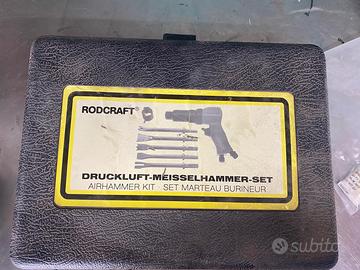 RODCRAFT®
DRUCKLUFT-MEISSELHAMMER-SET
AIRHAMMER KIT · SET MARTEAU BURINEUR
subito